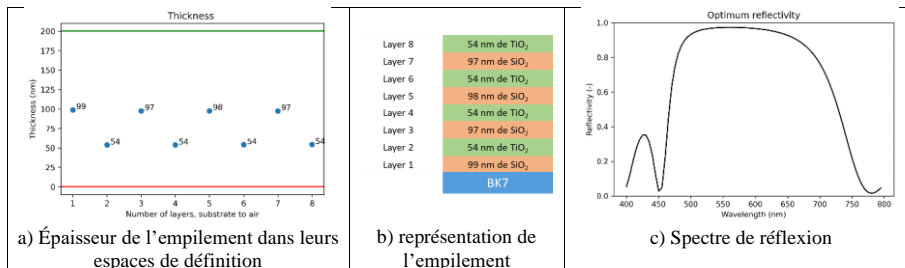 Thickness
Thickness (nm)
200
175
150
125
100
75
50
25
0
99
54
97
54
98
54
97
54
1 2 3 4 5 6 7 8
Number of layers, substrate to air
a) Épaisseur de l'empilement dans leurs
espaces de définition
Layer 8 54 nm de TiO₂
Layer 7 97 nm de SiO₂
Layer 6 54 nm de TiO₂
Layer 5 98 nm de SiO₂
Layer 4 54 nm de TiO₂
Layer 3 97 nm de SiO₂
Layer 2 54 nm de TiO₂
Layer 1 99 nm de SiO₂
BK7
b) représentation de
l'empilement
Optimum reflectivity
Reflectivity (-)
1.0
0.8
0.6
0.4
0.2
0.0
400 450 500 550 600 650 700 750 800
Wavelength (nm)
c) Spectre de réflexion